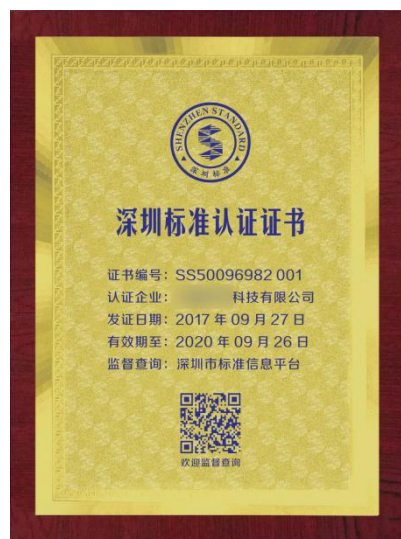 SHENZHEN STANDARD
深圳标准
深圳标准认证证书
证书编号：SS50096982 001
认证企业： 科技有限公司
发证日期：2017 年 09 月 27 日
有效期至：2020 年 09 月 26 日
监督查询：深圳市标准信息平台
欢迎监督查询